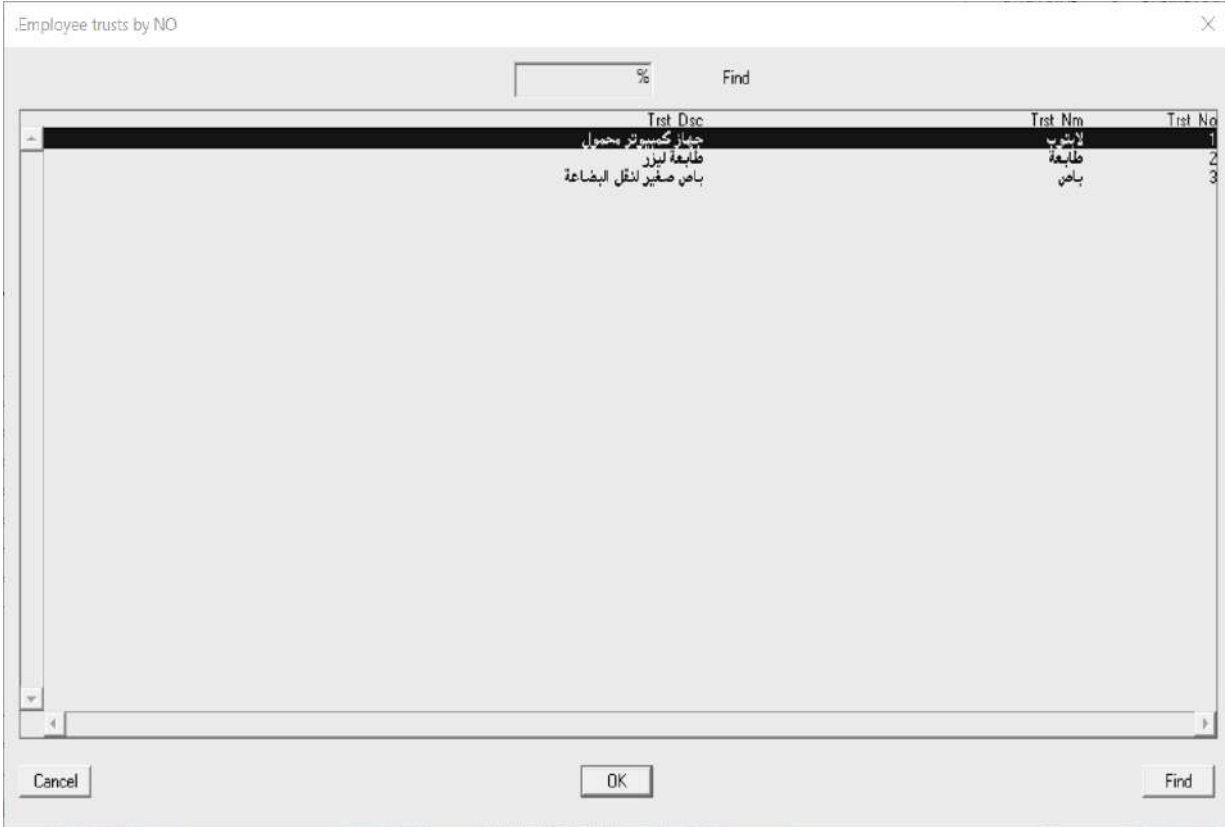 .Employee trusts by NO
% Find
Trst No Trst Nm Trst Dsc
1 لابتوب جهاز كمبيوتر محمول
2 طابعة طابعة ليزر
3 باص باص صغير لنقل البضاعة
Cancel OK Find